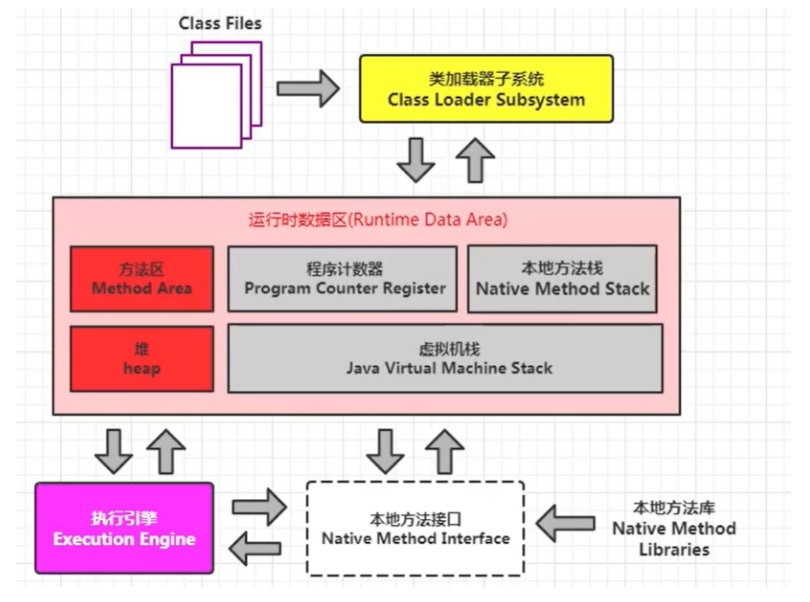 Class Files
类加载器子系统
Class Loader Subsystem
运行时数据区(Runtime Data Area)
方法区
Method Area
程序计数器
Program Counter Register
本地方法栈
Native Method Stack
堆
heap
虚拟机栈
Java Virtual Machine Stack
执行引擎
Execution Engine
本地方法接口
Native Method Interface
本地方法库
Native Method
Libraries